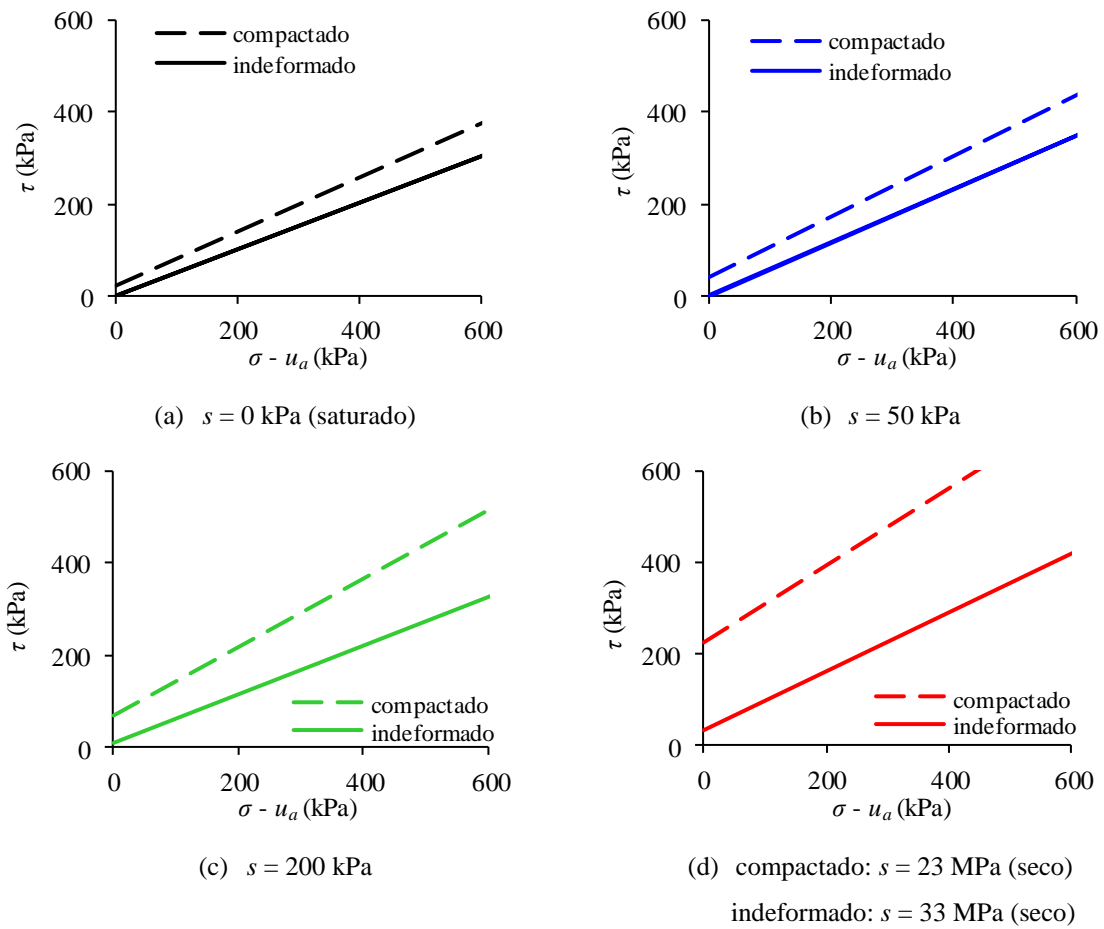 600
400
200
0
τ (kPa)
compactado
indeformado
0 200 400 600
σ - uₐ (kPa)
(a) s = 0 kPa (saturado)
600
400
200
0
τ (kPa)
compactado
indeformado
0 200 400 600
σ - uₐ (kPa)
(b) s = 50 kPa
600
400
200
0
τ (kPa)
compactado
indeformado
0 200 400 600
σ - uₐ (kPa)
(c) s = 200 kPa
600
400
200
0
τ (kPa)
compactado
indeformado
0 200 400 600
σ - uₐ (kPa)
(d) compactado: s = 23 MPa (seco)
indeformado: s = 33 MPa (seco)